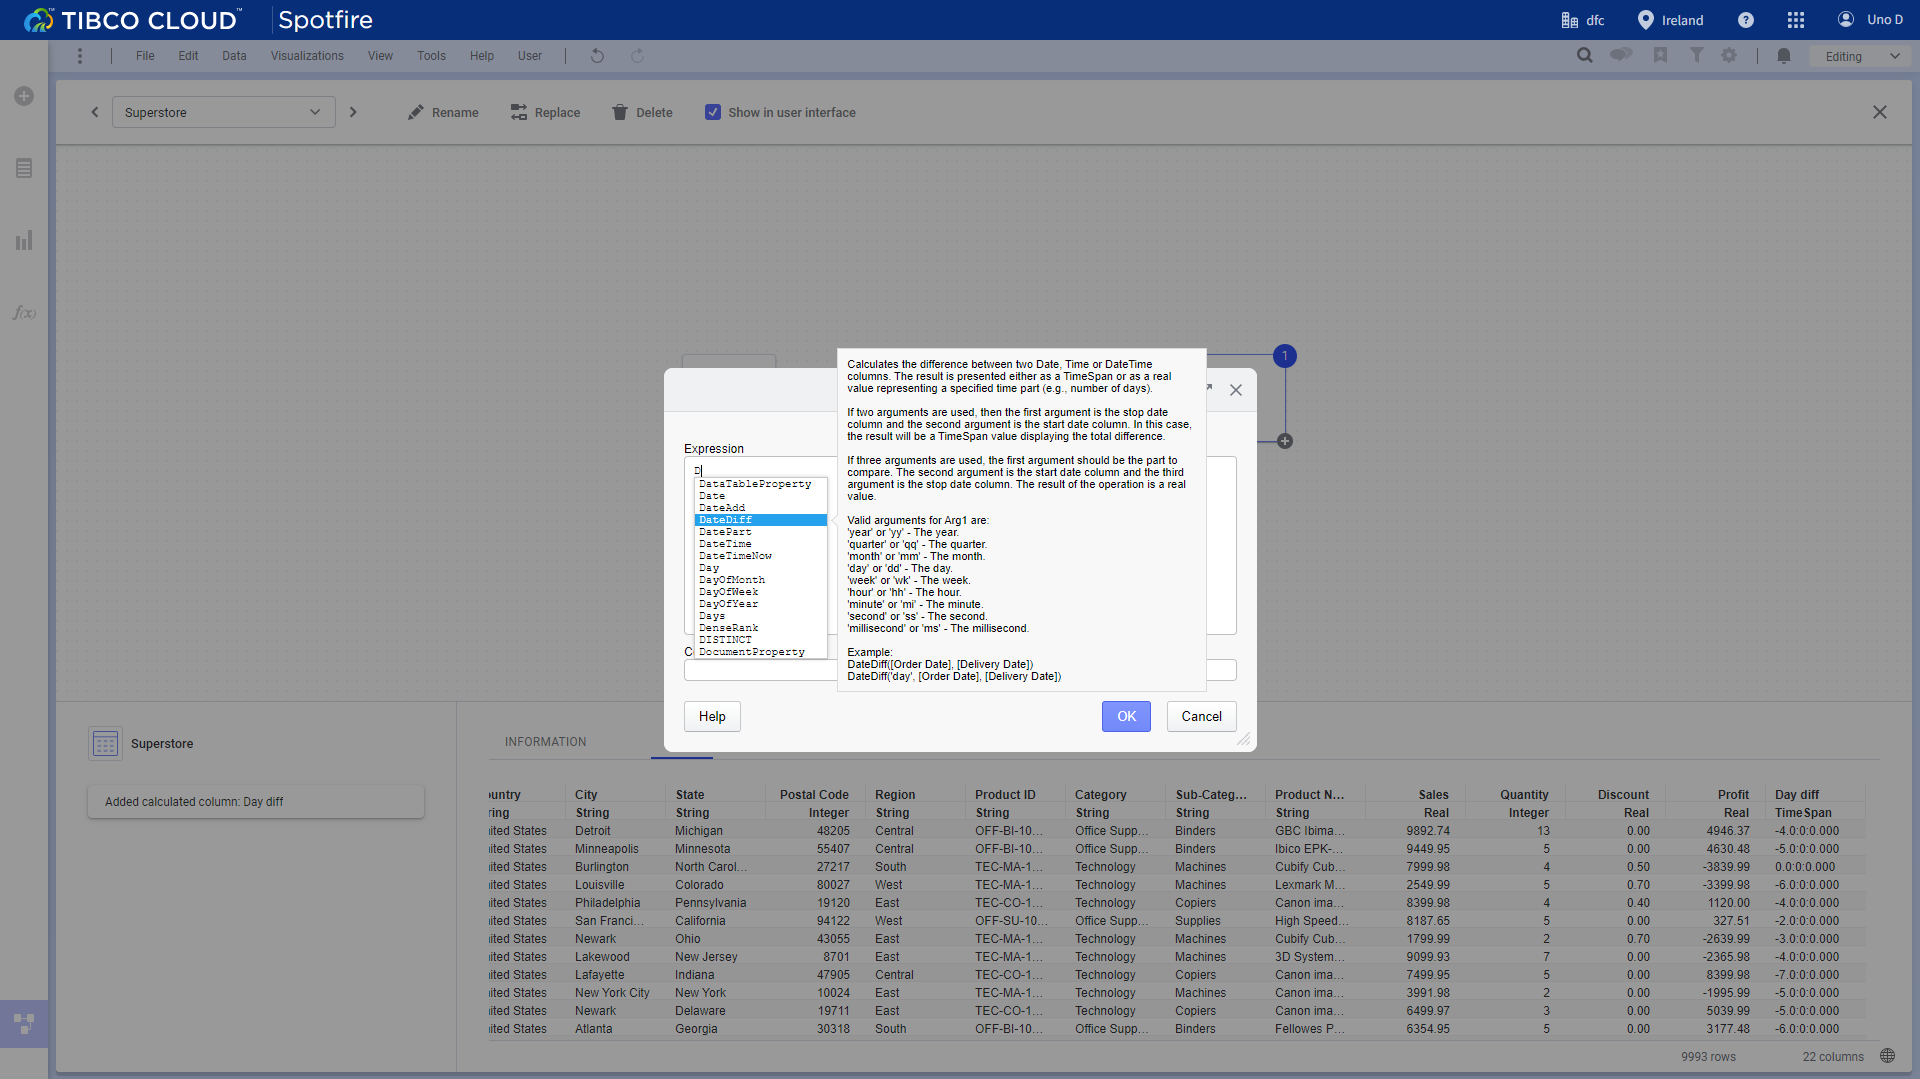 TIBCO CLOUD™ Spotfire
dfc
Ireland
?
Uno D
File Edit Data Visualizations View Tools Help User
Editing
Superstore
Rename
Replace
Delete
Show in user interface
f(x)
1
Calculates the difference between two Date, Time or DateTime
columns. The result is presented either as a TimeSpan or as a real
value representing a specified time part (e.g., number of days).
If two arguments are used, then the first argument is the stop date
column and the second argument is the start date column. In this case,
the result will be a TimeSpan value displaying the total difference.
If three arguments are used, the first argument should be the part to
compare. The second argument is the start date column and the third
argument is the stop date column. The result of the operation is a real
value.
Valid arguments for Arg1 are:
'year' or 'yy' - The year.
'quarter' or 'qq' - The quarter.
'month' or 'mm' - The month.
'day' or 'dd' - The day.
'week' or 'wk' - The week.
'hour' or 'hh' - The hour.
'minute' or 'mi' - The minute.
'second' or 'ss' - The second.
'millisecond' or 'ms' - The millisecond.
Example:
DateDiff([Order Date], [Delivery Date])
DateDiff('day', [Order Date], [Delivery Date])
Expression
D
DataTableProperty
Date
DateAdd
DateDiff
DatePart
DateTime
DateTimeNow
Day
DayOfMonth
DayOfWeek
DayOfYear
Days
DenseRank
DISTINCT
DocumentProperty
C
Help
OK
Cancel
Superstore
Added calculated column: Day diff
INFORMATION
untry City State Postal Code Region Product ID Category Sub-Categ... Product N... Sales Quantity Discount Profit Day diff
ring String String Integer String String String String String Real Integer Real Real TimeSpan
ited States Detroit Michigan 48205 Central OFF-BI-10... Office Supp... Binders GBC Ibima... 9892.74 13 0.00 4946.37 -4.0:0:0.000
ited States Minneapolis Minnesota 55407 Central OFF-BI-10... Office Supp... Binders Ibico EPK-... 9449.95 5 0.00 4630.48 -5.0:0:0.000
ited States Burlington North Carol... 27217 South TEC-MA-1... Technology Machines Cubify Cub... 7999.98 4 0.50 -3839.99 0.0:0:0.000
ited States Louisville Colorado 80027 West TEC-MA-1... Technology Machines Lexmark M... 2549.99 5 0.70 -3399.98 -6.0:0:0.000
ited States Philadelphia Pennsylvania 19120 East TEC-CO-1... Technology Copiers Canon ima... 8399.98 4 0.40 1120.00 -4.0:0:0.000
ited States San Franci... California 94122 West OFF-SU-10... Office Supp... Supplies High Speed... 8187.65 5 0.00 327.51 -2.0:0:0.000
ited States Newark Ohio 43055 East TEC-MA-1... Technology Machines Cubify Cub... 1799.99 2 0.70 -2639.99 -3.0:0:0.000
ited States Lakewood New Jersey 8701 East TEC-MA-1... Technology Machines 3D System... 9099.93 7 0.00 -2365.98 -4.0:0:0.000
ited States Lafayette Indiana 47905 Central TEC-CO-1... Technology Copiers Canon ima... 7499.95 5 0.00 8399.98 -7.0:0:0.000
ited States New York City New York 10024 East TEC-MA-1... Technology Machines Canon ima... 3991.98 2 0.00 -1995.99 -5.0:0:0.000
ited States Newark Delaware 19711 East TEC-CO-1... Technology Copiers Canon ima... 6499.97 3 0.00 5039.99 -5.0:0:0.000
ited States Atlanta Georgia 30318 South OFF-BI-10... Office Supp... Binders Fellowes P... 6354.95 5 0.00 3177.48 -6.0:0:0.000
9993 rows 22 columns